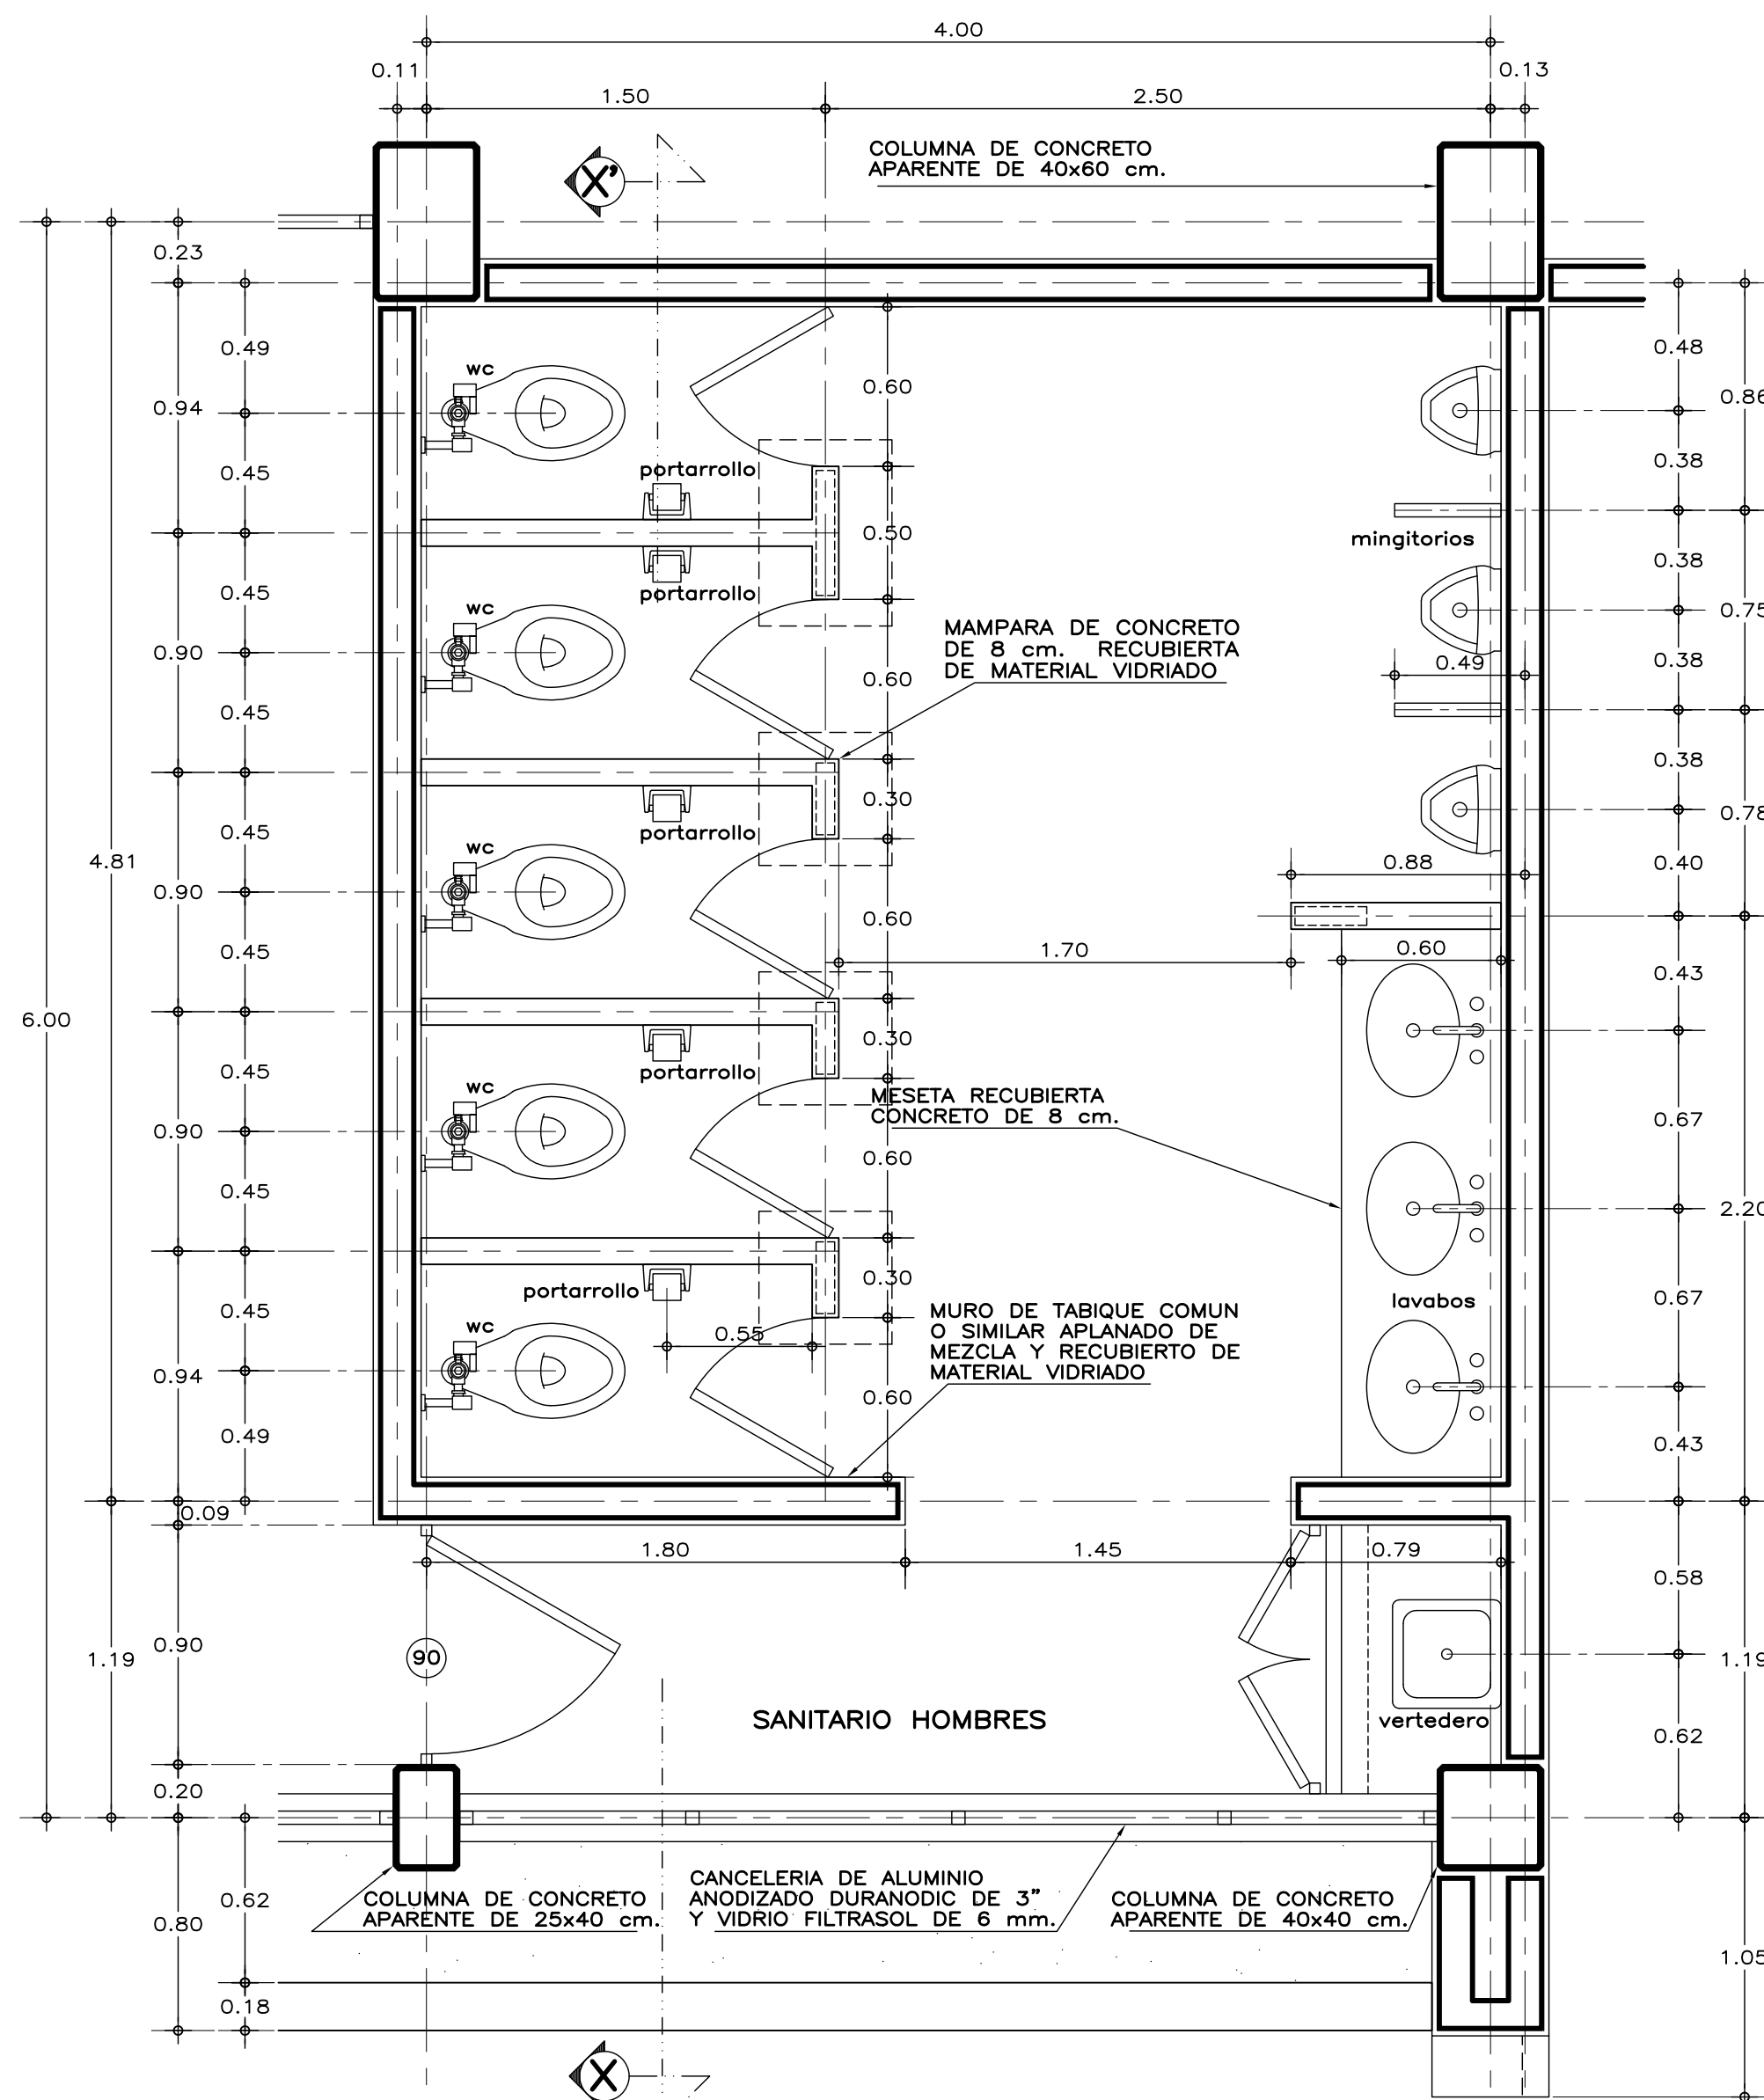 4.00
0.11
0.13
1.50
2.50
COLUMNA DE CONCRETO
APARENTE DE 40x60 cm.
X'
0.23
0.49
0.94
0.45
0.45
0.90
0.45
0.45
0.90
0.45
0.45
0.90
0.45
0.45
0.94
0.49
0.09
4.81
6.00
1.19
0.90
0.20
0.62
0.80
0.18
wc
portarrollo
portarrollo
wc
portarrollo
wc
portarrollo
wc
portarrollo
wc
0.55
0.60
0.50
0.60
0.30
0.60
0.30
0.60
0.30
0.60
MAMPARA DE CONCRETO
DE 8 cm. RECUBIERTA
DE MATERIAL VIDRIADO
1.70
MESETA RECUBIERTA
CONCRETO DE 8 cm.
MURO DE TABIQUE COMUN
O SIMILAR APLANADO DE
MEZCLA Y RECUBIERTO DE
MATERIAL VIDRIADO
mingitorios
0.49
0.88
0.60
lavabos
0.48
0.86
0.38
0.38
0.75
0.38
0.38
0.78
0.40
0.43
0.67
2.20
0.67
0.43
0.58
1.19
0.62
1.05
1.80
1.45
0.79
90
SANITARIO HOMBRES
vertedero
COLUMNA DE CONCRETO
APARENTE DE 25x40 cm.
CANCELERIA DE ALUMINIO
ANODIZADO DURANODIC DE 3"
Y VIDRIO FILTRASOL DE 6 mm.
COLUMNA DE CONCRETO
APARENTE DE 40x40 cm.
X